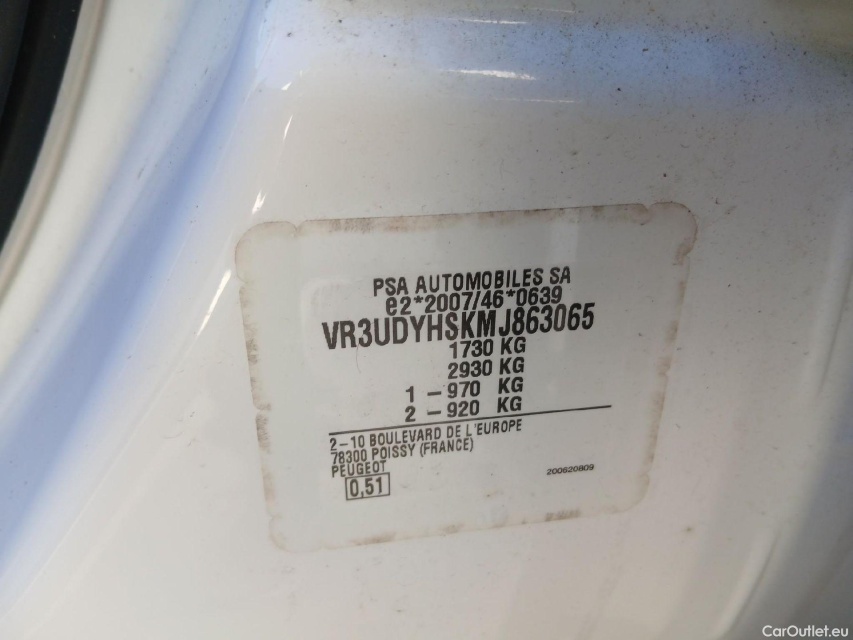 PSA AUTOMOBILES SA
e2*2007/46*0639
VR3UDYHSKMJ863065
1730 KG
2930 KG
1 - 970 KG
2 - 920 KG
2-10 BOULEVARD DE L'EUROPE
78300 POISSY (FRANCE)
PEUGEOT
0,51
200620809
CarOutlet.eu